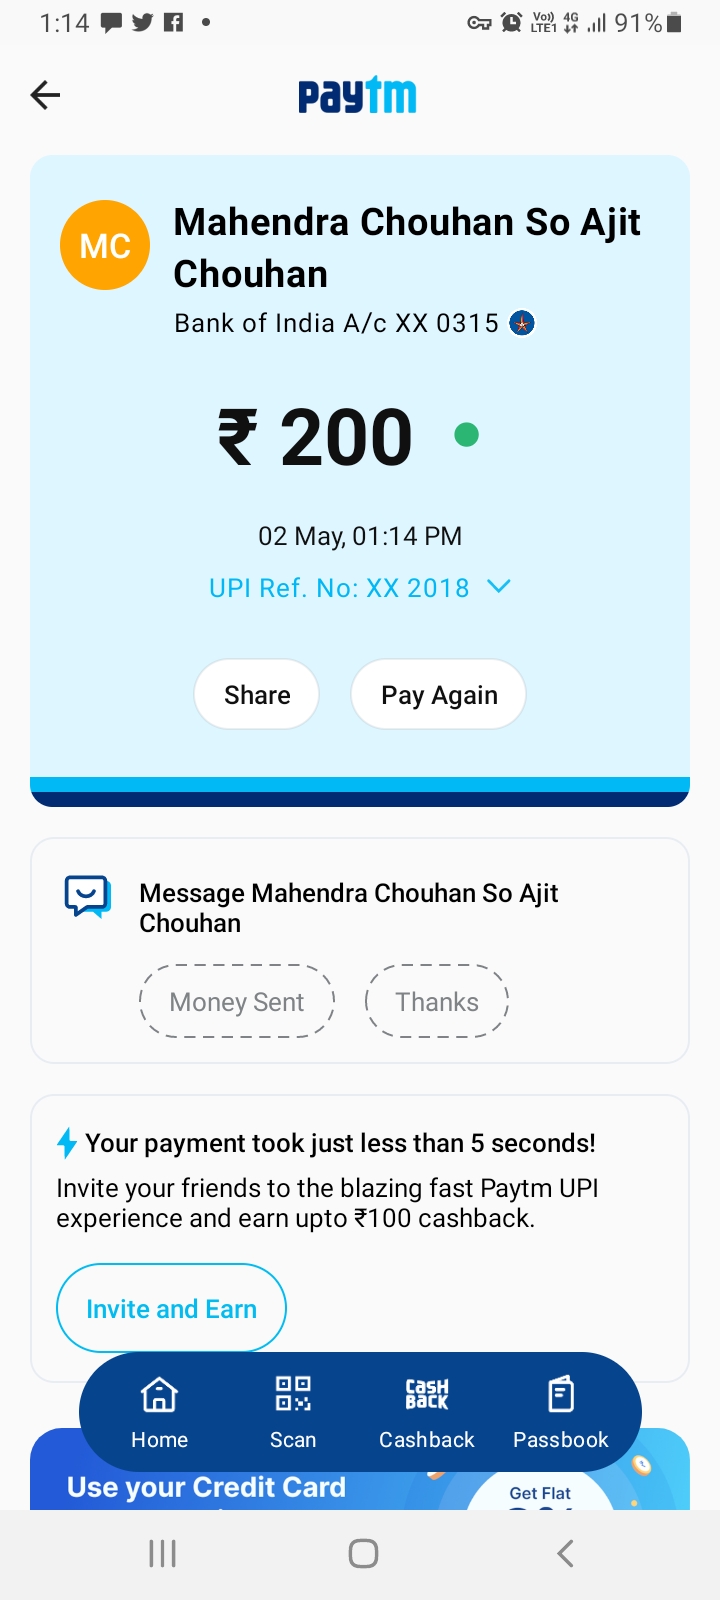 1:14
Vo)) LTE1 4G 91%
paytm
MC
Mahendra Chouhan So Ajit
Chouhan
Bank of India A/c XX 0315
₹ 200
02 May, 01:14 PM
UPI Ref. No: XX 2018
Share Pay Again
Message Mahendra Chouhan So Ajit
Chouhan
Money Sent Thanks
Your payment took just less than 5 seconds!
Invite your friends to the blazing fast Paytm UPI
experience and earn upto ₹100 cashback.
Invite and Earn
CASH
BACK
Home Scan Cashback Passbook
Use your Credit Card
Get Flat